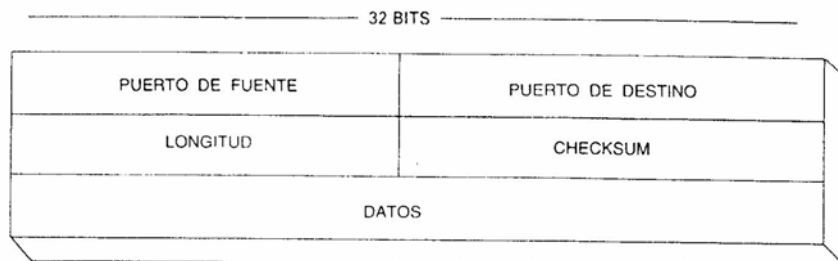 32 BITS
PUERTO DE FUENTE PUERTO DE DESTINO
LONGITUD CHECKSUM
DATOS